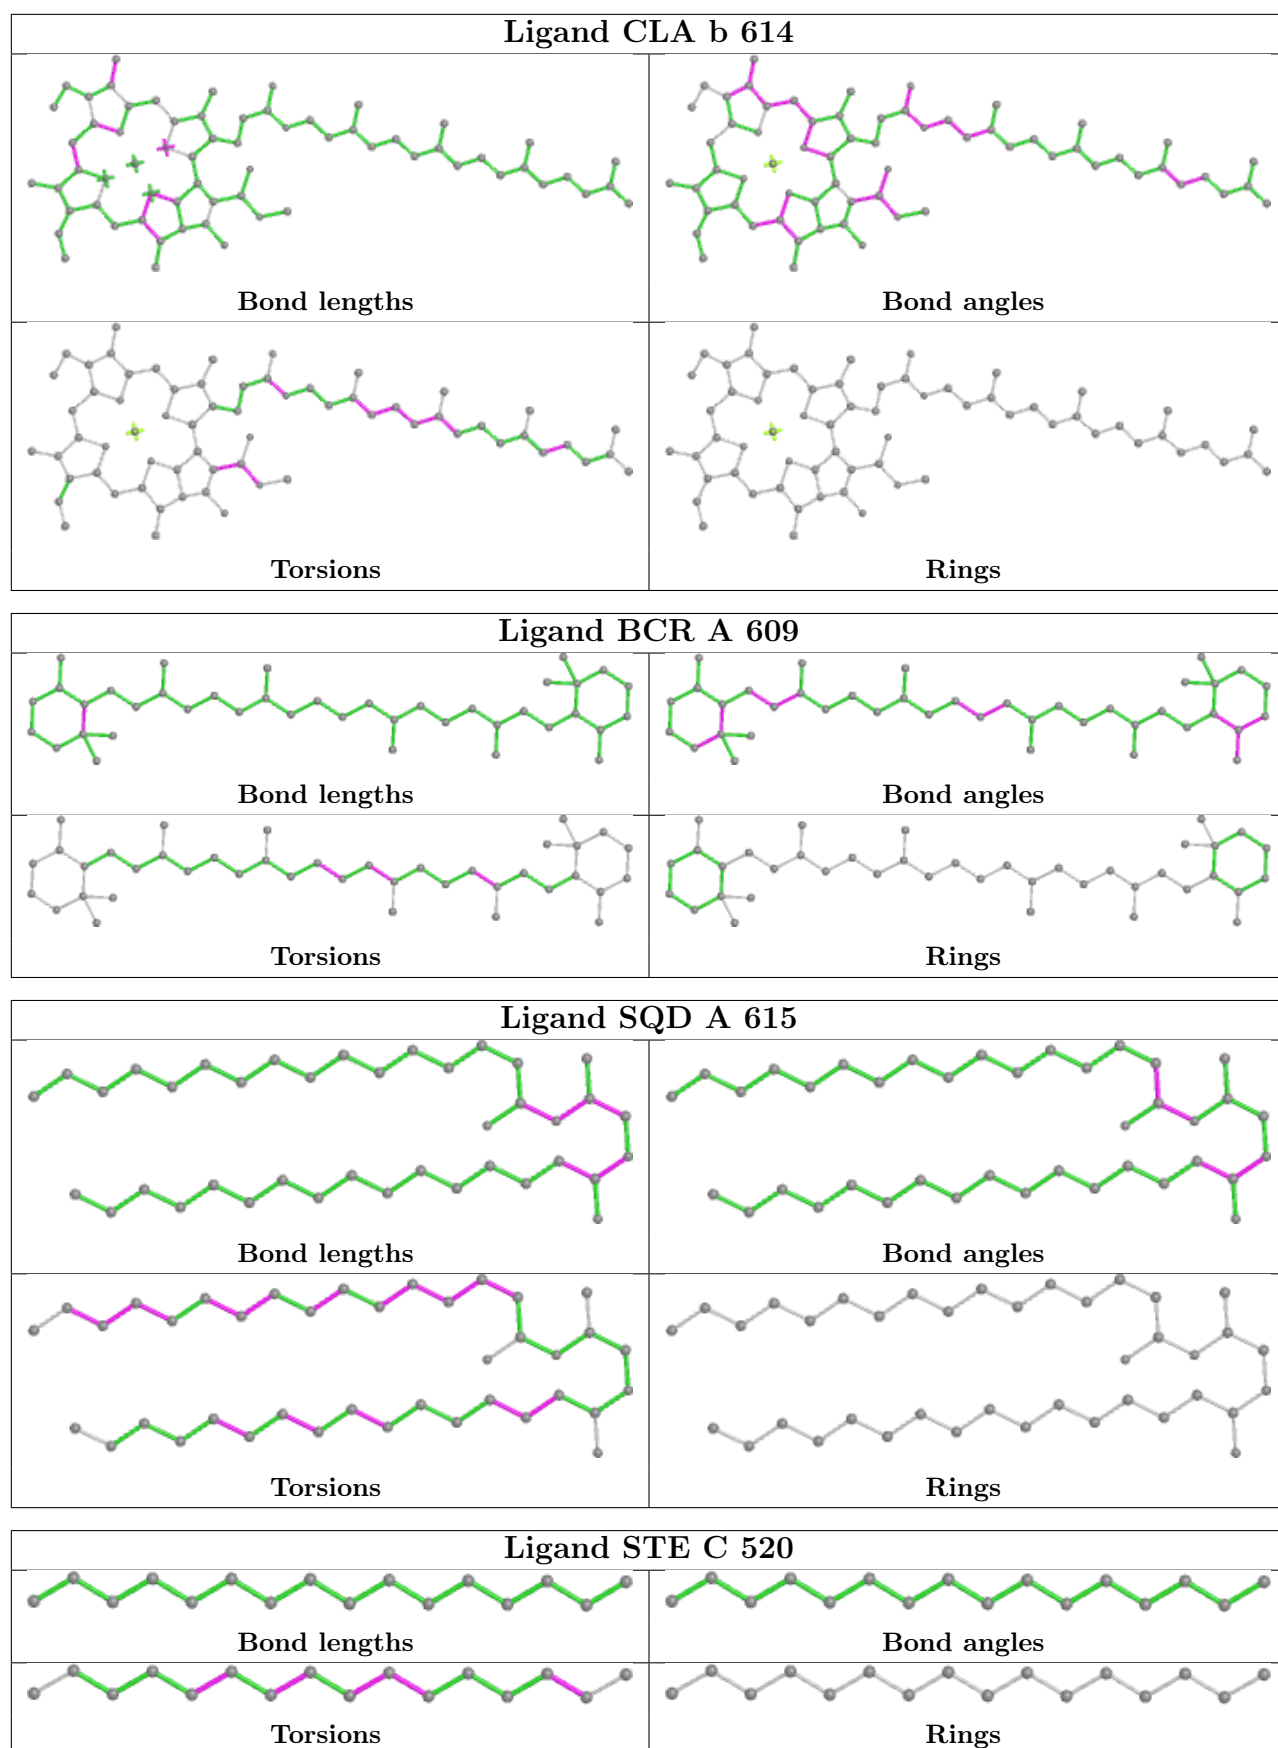 Ligand CLA b 614
Bond lengths
Bond angles
Torsions
Rings
Ligand BCR A 609
Bond lengths
Bond angles
Torsions
Rings
Ligand SQD A 615
Bond lengths
Bond angles
Torsions
Rings
Ligand STE C 520
Bond lengths
Bond angles
Torsions
Rings